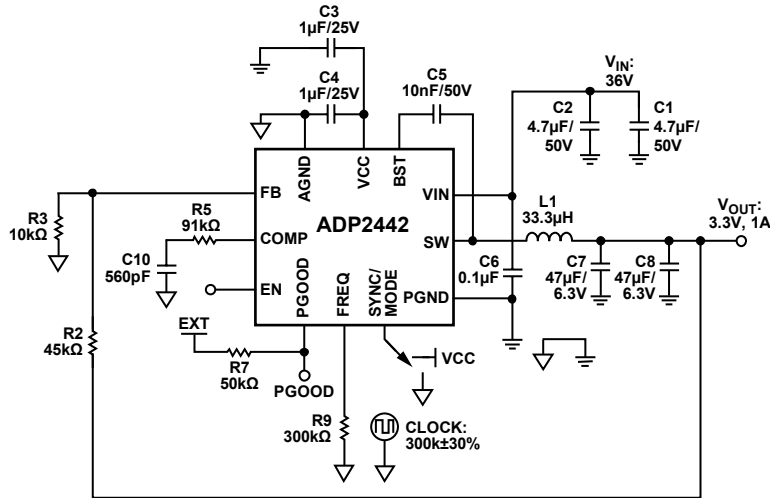 C3
1µF/25V
C4
1µF/25V
C5
10nF/50V
VIN:
36V
C2
4.7µF/
50V
C1
4.7µF/
50V
AGND
VCC
BST
FB
VIN
ADP2442
R3
10kΩ
R5
91kΩ
COMP
SW
L1
33.3µH
VOUT:
3.3V, 1A
C10
560pF
EN
PGOOD
FREQ
SYNC/
MODE
PGND
C6
0.1µF
C7
47µF/
6.3V
C8
47µF/
6.3V
EXT
R2
45kΩ
R7
50kΩ
PGOOD
VCC
R9
300kΩ
CLOCK:
300k±30%